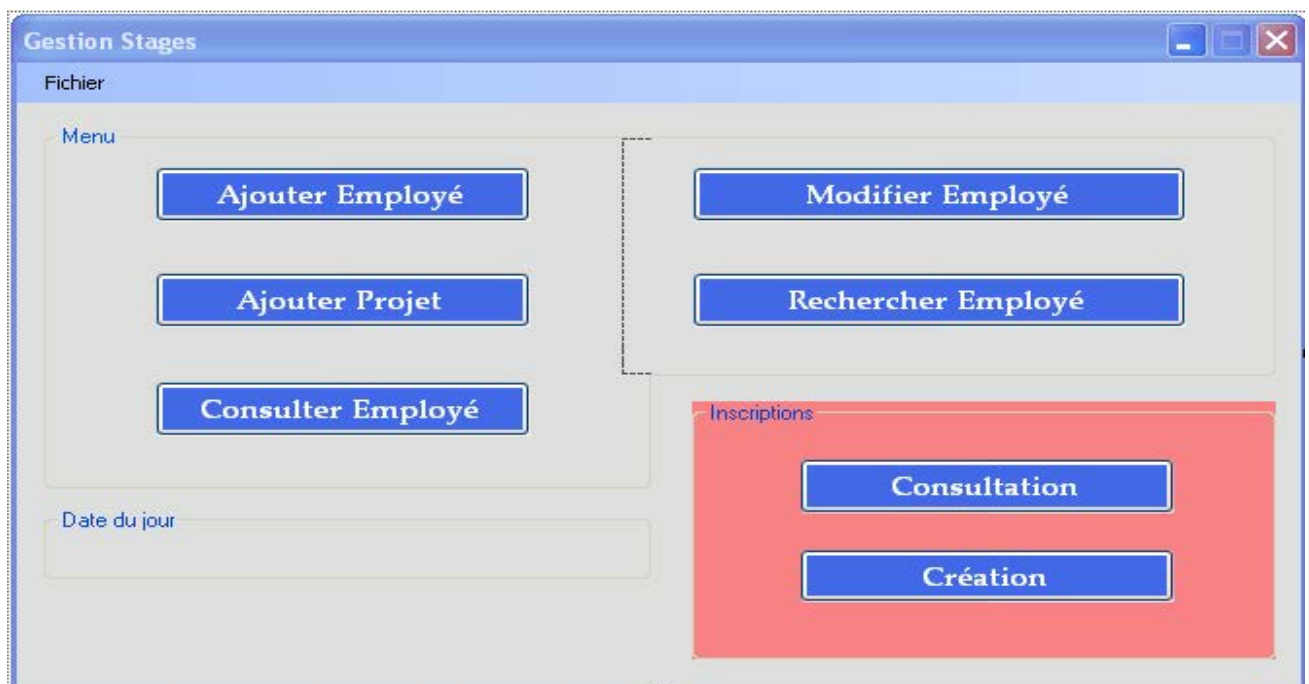 Gestion Stages
Fichier
Menu
Ajouter Employé
Modifier Employé
Ajouter Projet
Rechercher Employé
Consulter Employé
Inscriptions
Consultation
Date du jour
Création